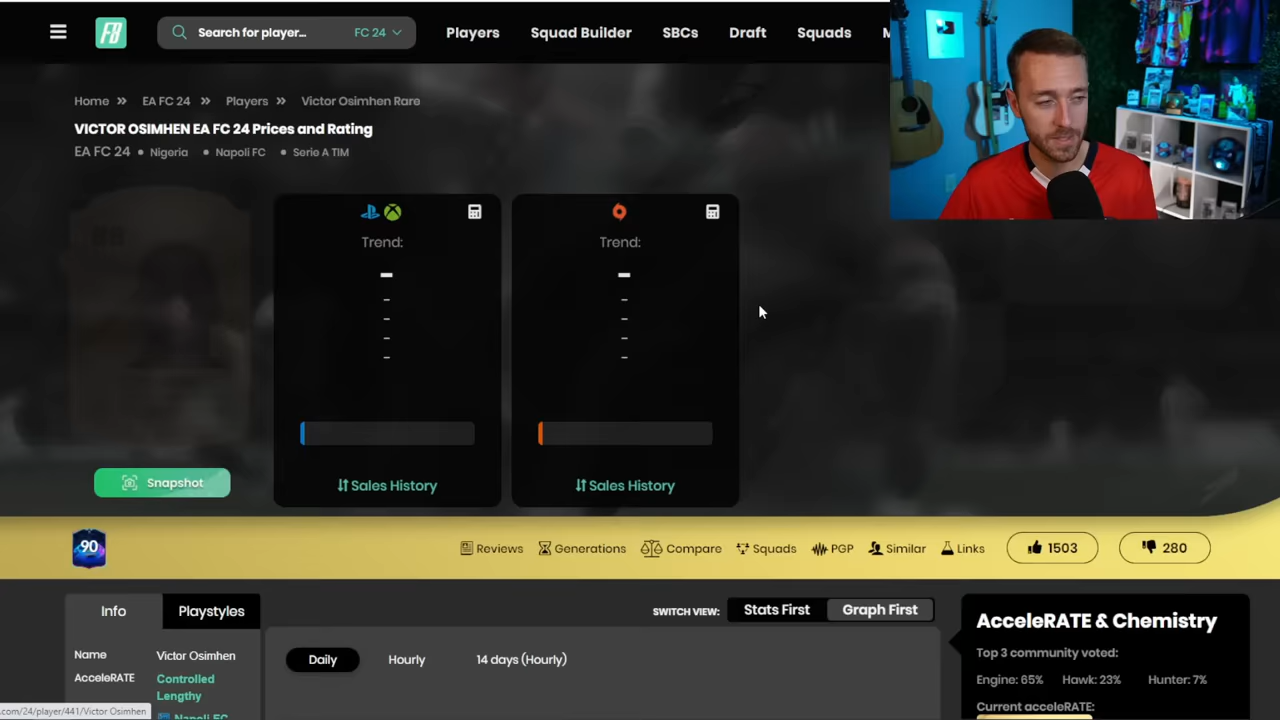 FB
Search for player...
FC 24
Players
Squad Builder
SBCs
Draft
Squads
M
Home
EA FC 24
Players
Victor Osimhen Rare
VICTOR OSIMHEN EA FC 24 Prices and Rating
EA FC 24
Nigeria
Napoli FC
Serie A TIM
Trend:
Trend:
Sales History
Sales History
Snapshot
90
Reviews
Generations
Compare
Squads
PGP
Similar
Links
1503
280
Info
Playstyles
SWITCH VIEW:
Stats First
Graph First
Name
Victor Osimhen
AcceleRATE
Controlled
Lengthy
Napoli FC
Daily
Hourly
14 days (Hourly)
AcceleRATE & Chemistry
Top 3 community voted:
Engine: 65%
Hawk: 23%
Hunter: 7%
Current acceleRATE:
.com/24/player/441/Victor Osimhen